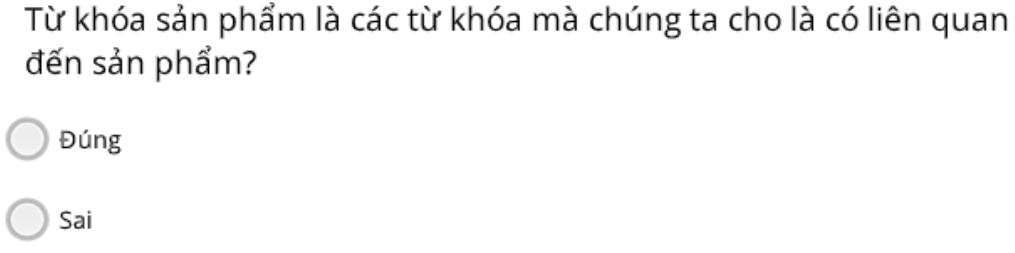 Từ khóa sản phẩm là các từ khóa mà chúng ta cho là có liên quan
đến sản phẩm?
Đúng
Sai